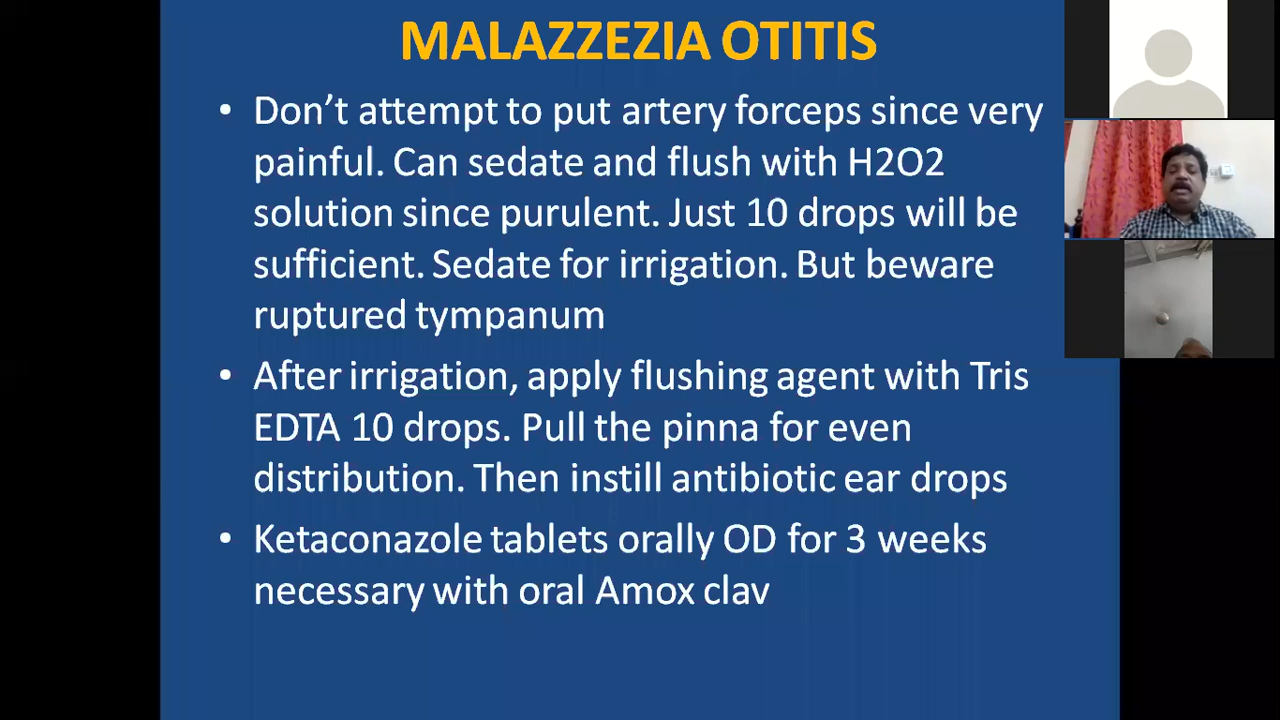 MALAZZEZIA OTITIS
• Don’t attempt to put artery forceps since very
painful. Can sedate and flush with H2O2
solution since purulent. Just 10 drops will be
sufficient. Sedate for irrigation. But beware
ruptured tympanum
• After irrigation, apply flushing agent with Tris
EDTA 10 drops. Pull the pinna for even
distribution. Then instill antibiotic ear drops
• Ketaconazole tablets orally OD for 3 weeks
necessary with oral Amox clav